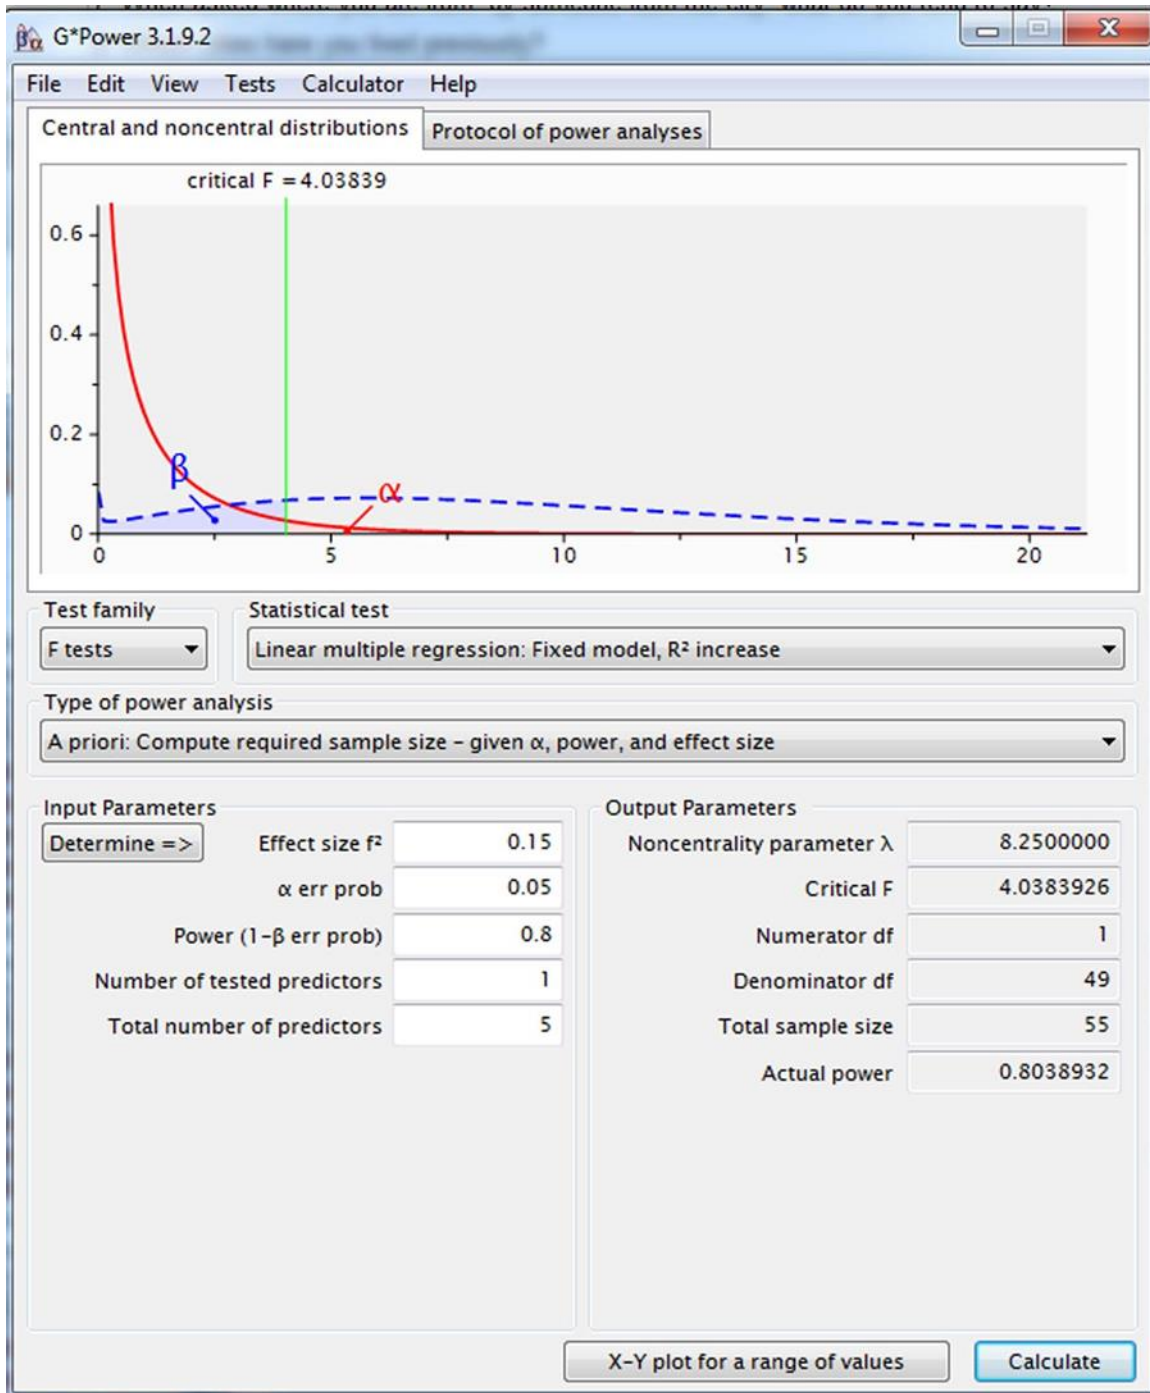 G*Power 3.1.9.2
File Edit View Tests Calculator Help
Central and noncentral distributions Protocol of power analyses
critical F = 4.03839
0.6
0.4
0.2
0
β
α
0 5 10 15 20
Test family Statistical test
F tests Linear multiple regression: Fixed model, R² increase
Type of power analysis
A priori: Compute required sample size – given α, power, and effect size
Input Parameters Output Parameters
Determine => Effect size f² 0.15 Noncentrality parameter λ 8.2500000
α err prob 0.05 Critical F 4.0383926
Power (1-β err prob) 0.8 Numerator df 1
Number of tested predictors 1 Denominator df 49
Total number of predictors 5 Total sample size 55
Actual power 0.8038932
X-Y plot for a range of values Calculate